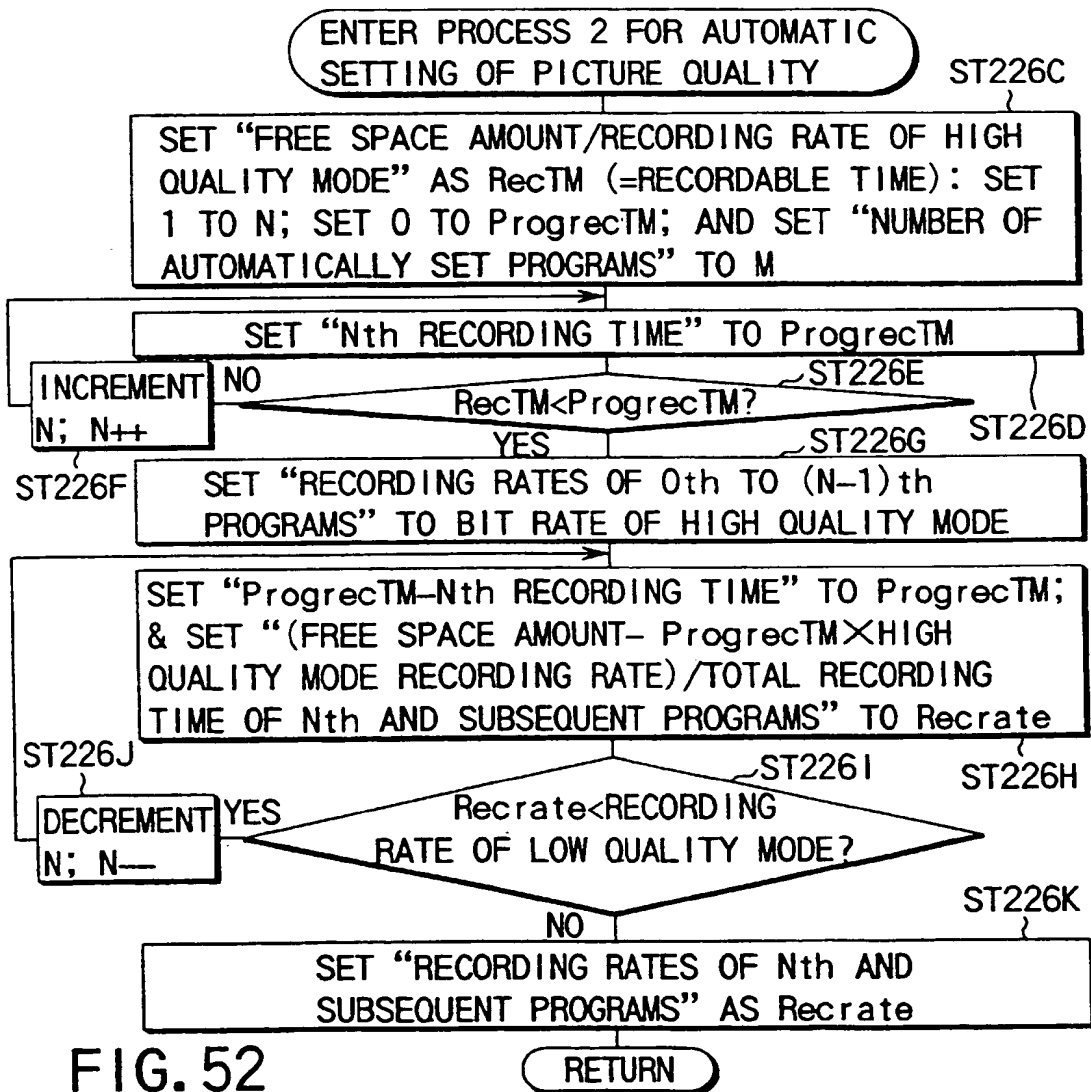 ENTER PROCESS 2 FOR AUTOMATIC
SETTING OF PICTURE QUALITY
ST226C
SET “FREE SPACE AMOUNT/RECORDING RATE OF HIGH
QUALITY MODE” AS RecTM (=RECORDABLE TIME): SET
1 TO N; SET 0 TO ProgrecTM; AND SET “NUMBER OF
AUTOMATICALLY SET PROGRAMS” TO M
SET “Nth RECORDING TIME” TO ProgrecTM
ST226D
RecTM<ProgrecTM?
ST226E
NO
INCREMENT
N; N++
ST226F
YES
ST226G
SET “RECORDING RATES OF 0th TO (N-1)th
PROGRAMS” TO BIT RATE OF HIGH QUALITY MODE
SET “ProgrecTM-Nth RECORDING TIME” TO ProgrecTM;
& SET “(FREE SPACE AMOUNT- ProgrecTM×HIGH
QUALITY MODE RECORDING RATE)/TOTAL RECORDING
TIME OF Nth AND SUBSEQUENT PROGRAMS” TO Recrate
ST226H
ST226I
Recrate<RECORDING
RATE OF LOW QUALITY MODE?
YES
ST226J
DECREMENT
N; N--
NO
ST226K
SET “RECORDING RATES OF Nth AND
SUBSEQUENT PROGRAMS” AS Recrate
RETURN
FIG. 52